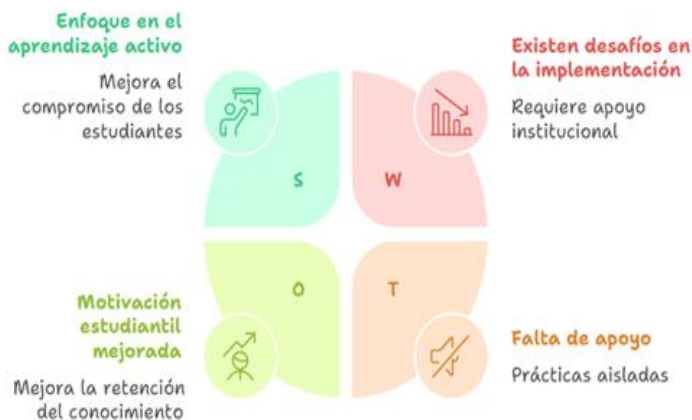 Enfoque en el
aprendizaje activo
Mejora el
compromiso de los
estudiantes
Existen desafíos en
la implementación
Requiere apoyo
institucional
S
W
O
T
Motivación
estudiantil
mejorada
Mejora la retención
del conocimiento
Falta de apoyo
Prácticas aisladas